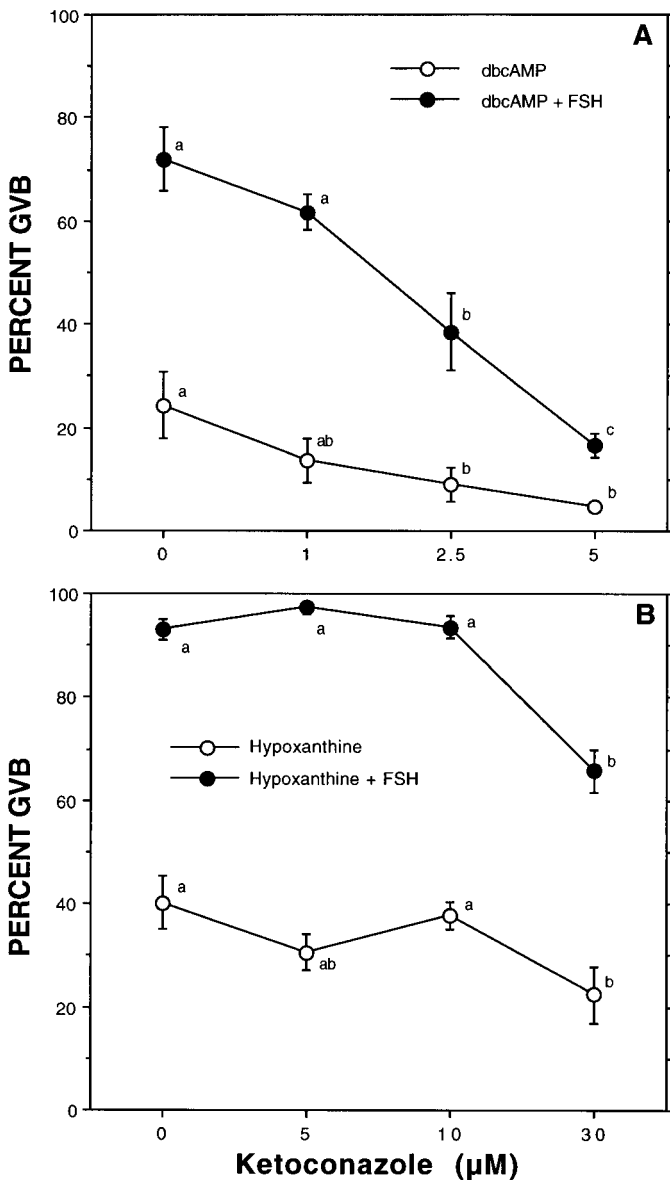 A
dbcAMP
dbcAMP + FSH
PERCENT GVB
100
80
60
40
20
0
a
a
b
c
a
ab
b
b
0 1 2.5 5
B
Hypoxanthine
Hypoxanthine + FSH
PERCENT GVB
100
80
60
40
20
0
a
a
a
b
a
ab
a
b
0 5 10 30
Ketoconazole (µM)